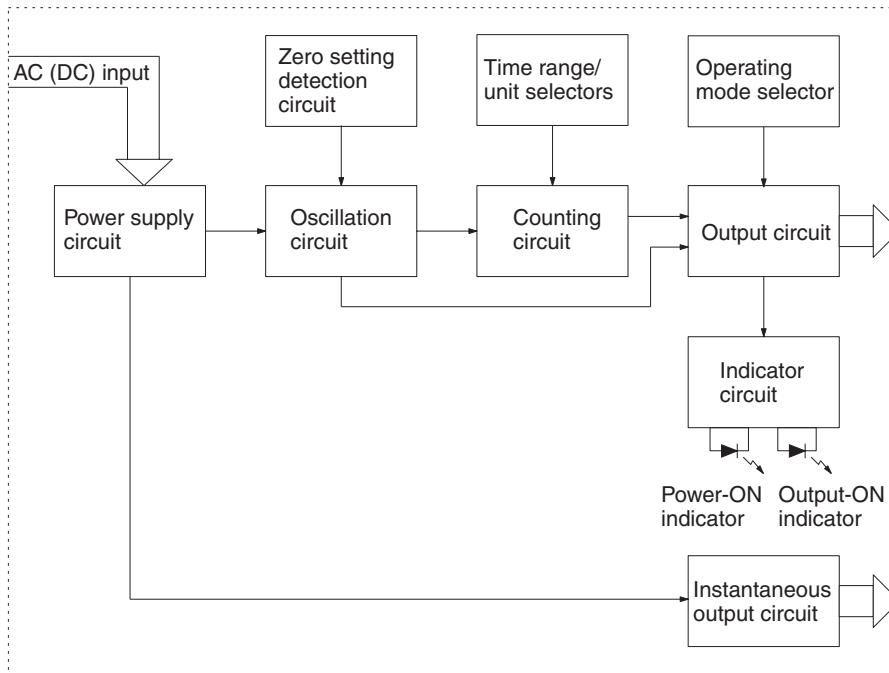 AC (DC) input
Zero setting
detection
circuit
Time range/
unit selectors
Operating
mode selector
Power supply
circuit
Oscillation
circuit
Counting
circuit
Output circuit
Indicator
circuit
Power-ON
indicator
Output-ON
indicator
Instantaneous
output circuit